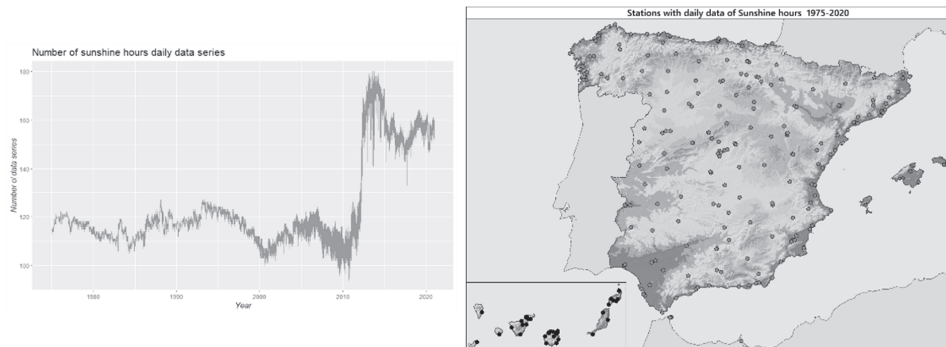 Number of sunshine hours daily data series
Number of data series
180
160
140
120
100
1980
1990
2000
2010
2020
Year
Stations with daily data of Sunshine hours 1975-2020